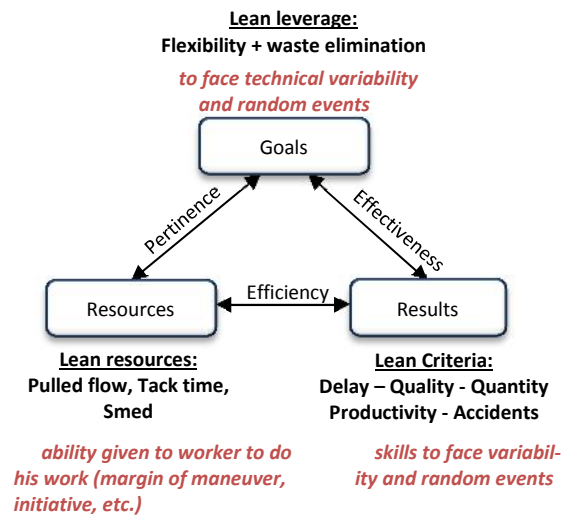 Lean leverage:
Flexibility + waste elimination
to face technical variability
and random events
Goals
Pertinence
Effectiveness
Resources
Efficiency
Results
Lean resources:
Pulled flow, Tack time,
Smed
ability given to worker to do
his work (margin of maneuver,
initiative, etc.)
Lean Criteria:
Delay – Quality - Quantity
Productivity - Accidents
skills to face variabil-
ity and random events